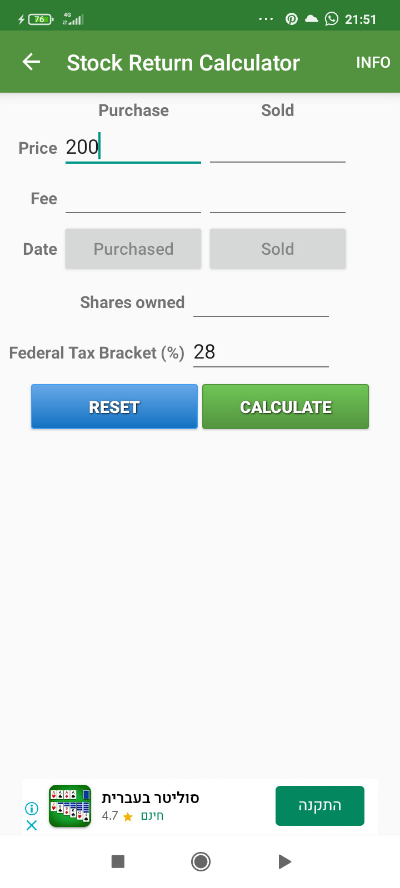 76 4G 21:51
Stock Return Calculator INFO
Purchase Sold
Price 200
Fee
Date Purchased Sold
Shares owned
Federal Tax Bracket (%) 28
RESET CALCULATE
סוליטר בעברית
4.7 חינם
התקנה